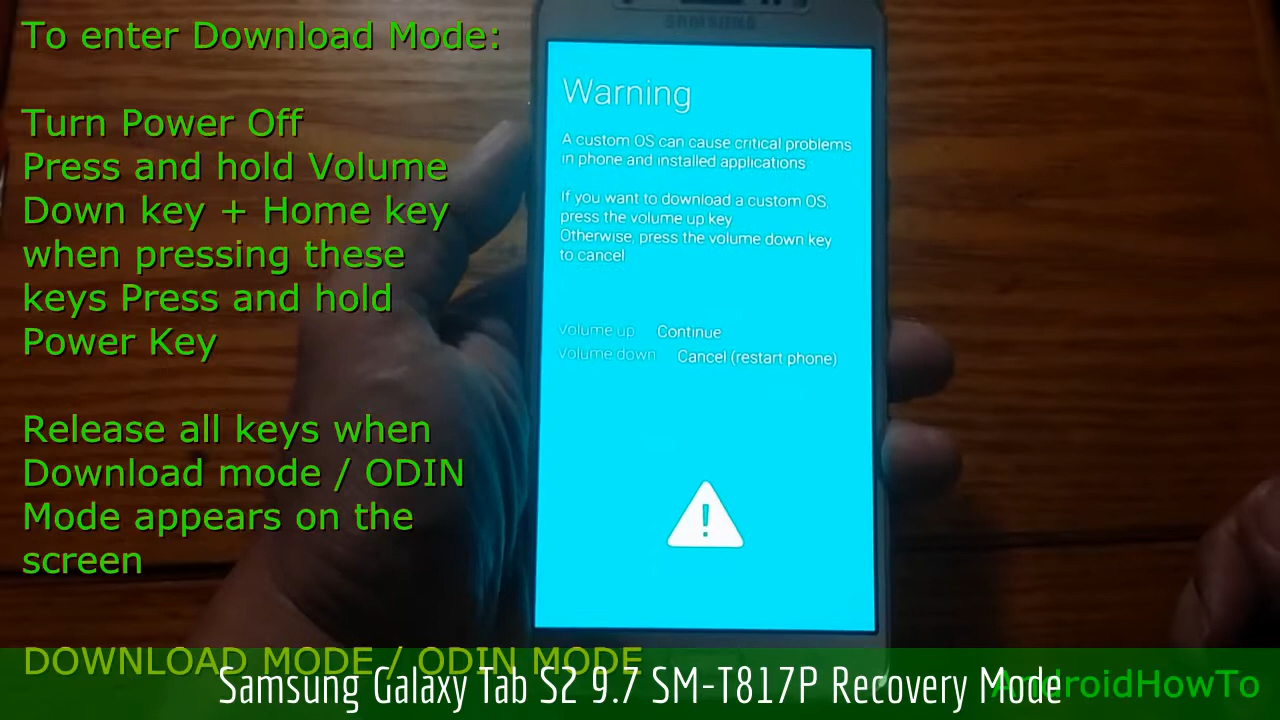 To enter Download Mode:
Turn Power Off
Press and hold Volume
Down key + Home key
when pressing these
keys Press and hold
Power Key
Release all keys when
Download mode / ODIN
Mode appears on the
screen
DOWNLOAD MODE / ODIN MODE
SAMSUNG
Warning
A custom OS can cause critical problems
in phone and installed applications
If you want to download a custom OS,
press the volume up key
Otherwise, press the volume down key
to cancel
Volume up Continue
Volume down Cancel (restart phone)
!
Samsung Galaxy Tab S2 9.7 SM-T817P Recovery Mode
AndroidHowTo